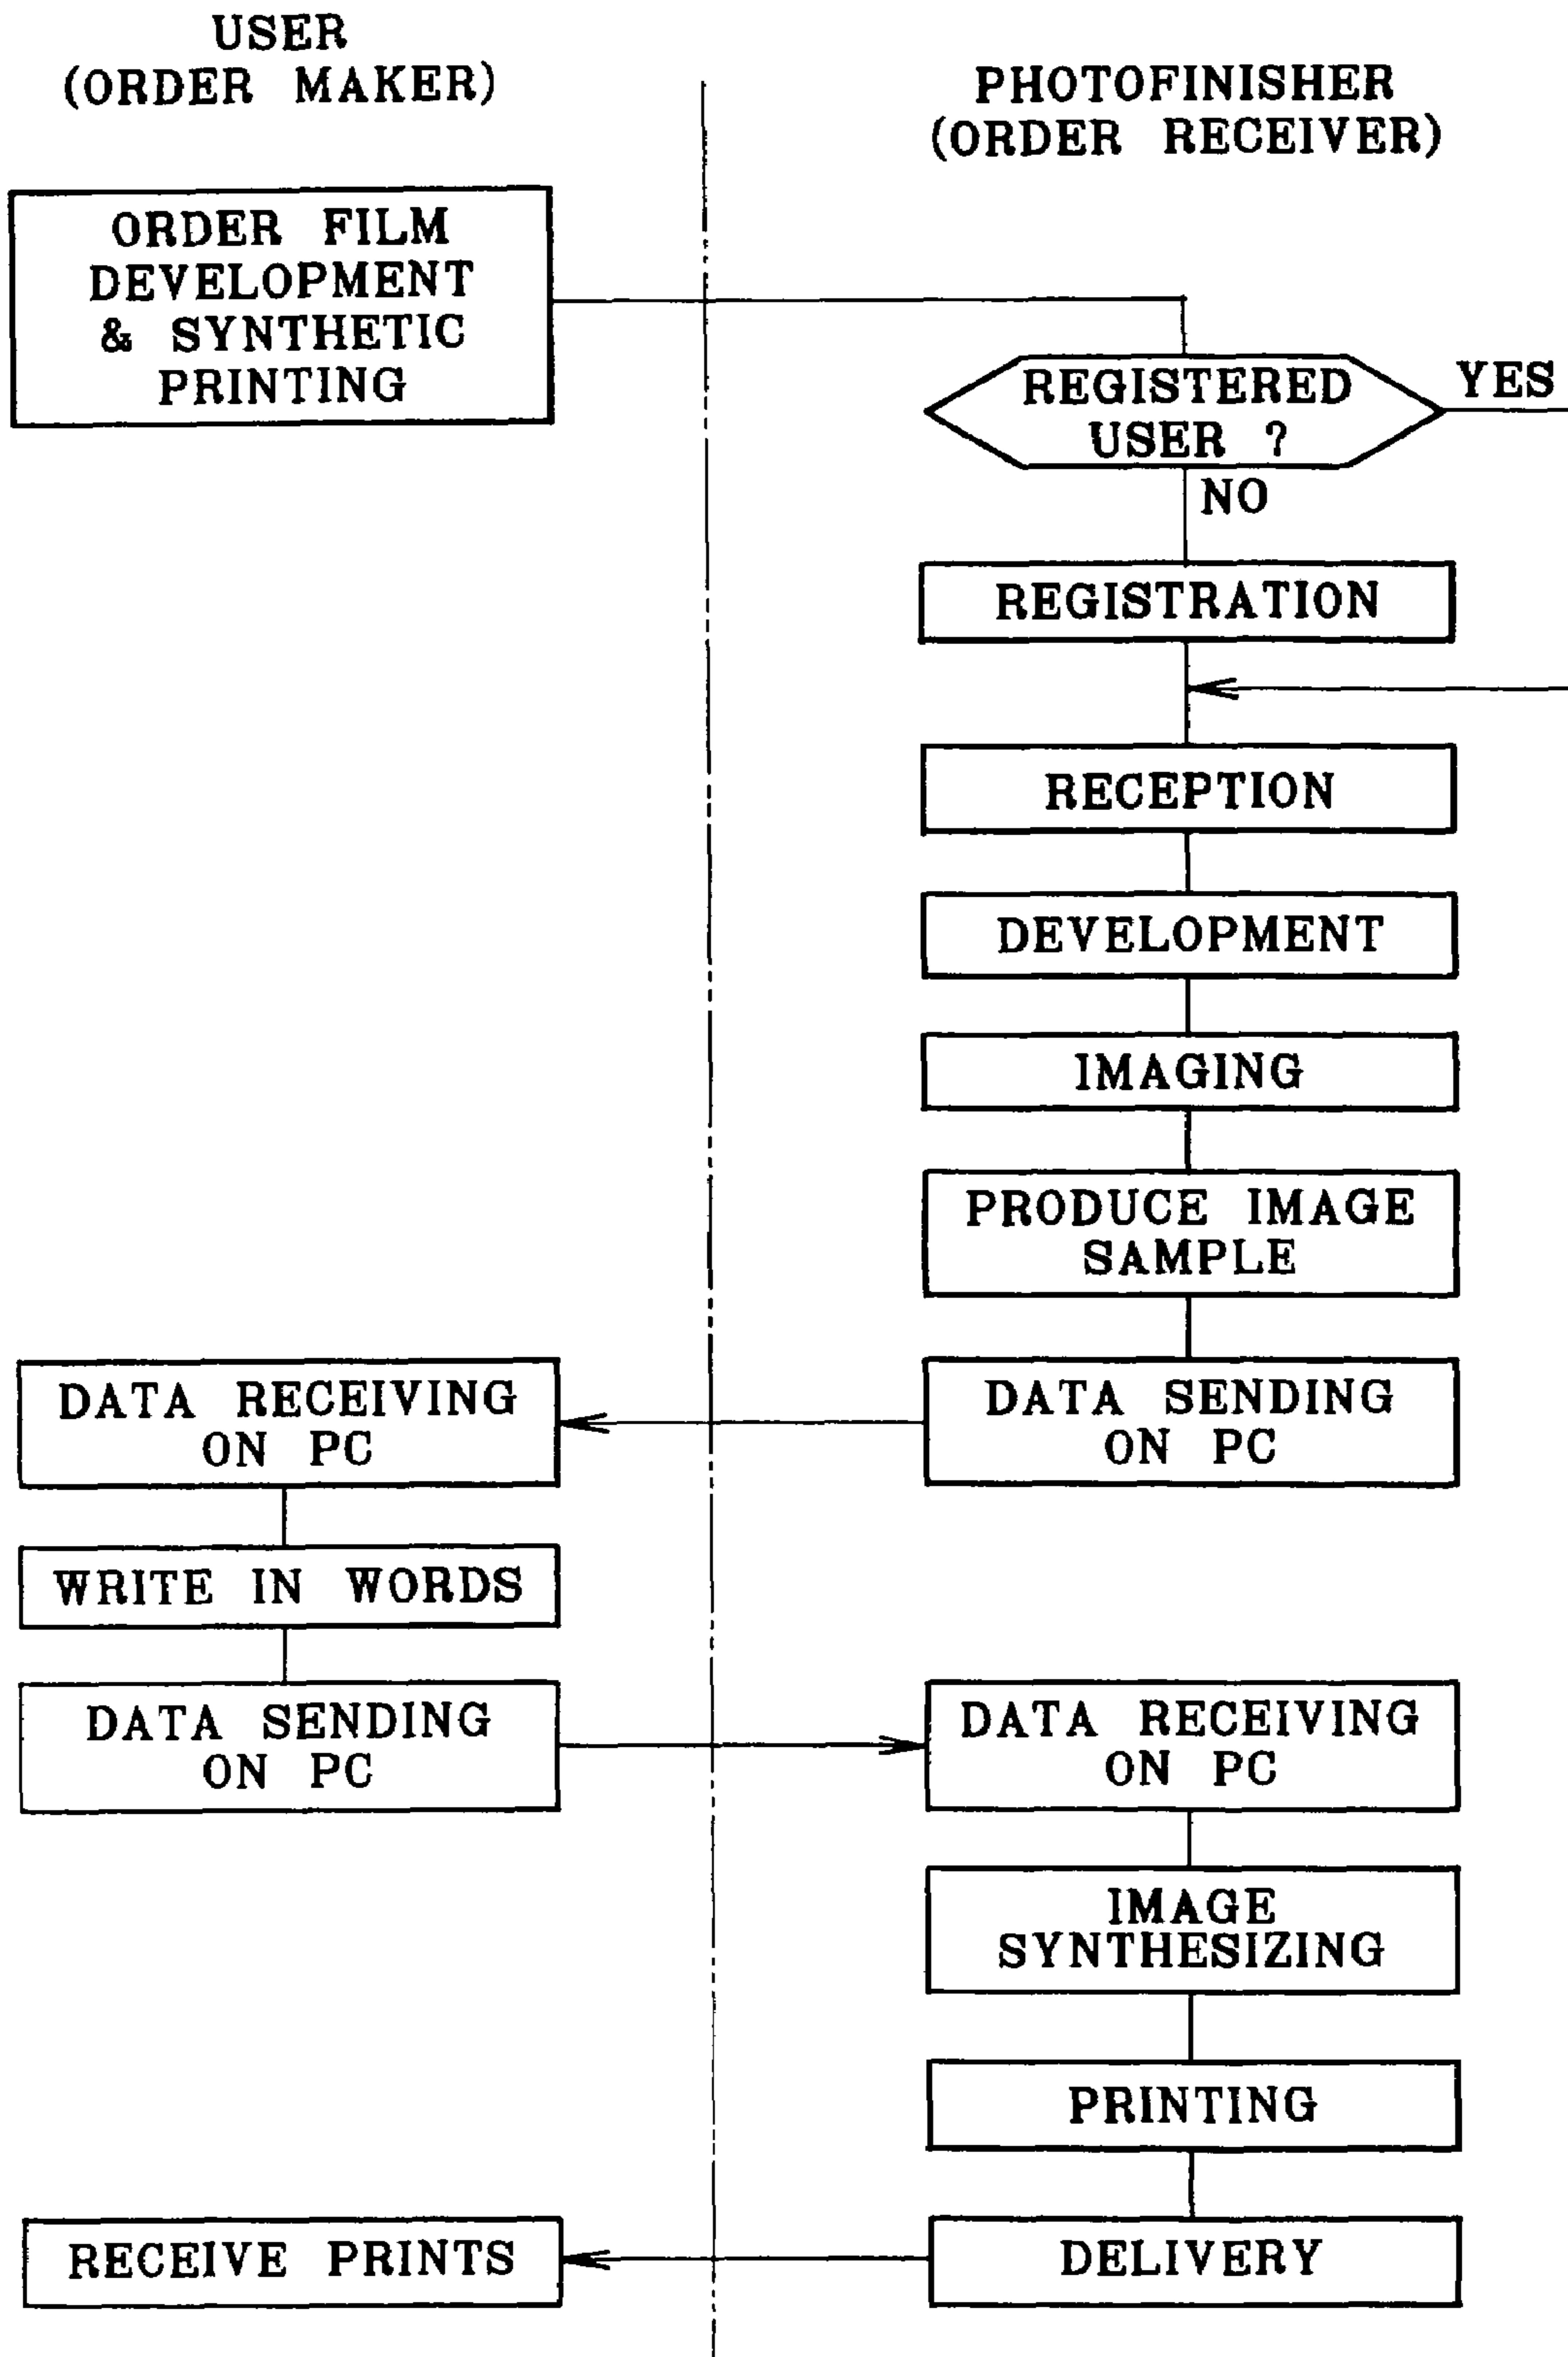 USER
(ORDER MAKER)
PHOTOFINISHER
(ORDER RECEIVER)
ORDER FILM
DEVELOPMENT
& SYNTHETIC
PRINTING
REGISTERED
USER ?
YES
NO
REGISTRATION
RECEPTION
DEVELOPMENT
IMAGING
PRODUCE IMAGE
SAMPLE
DATA SENDING
ON PC
DATA RECEIVING
ON PC
WRITE IN WORDS
DATA SENDING
ON PC
DATA RECEIVING
ON PC
IMAGE
SYNTHESIZING
PRINTING
DELIVERY
RECEIVE PRINTS